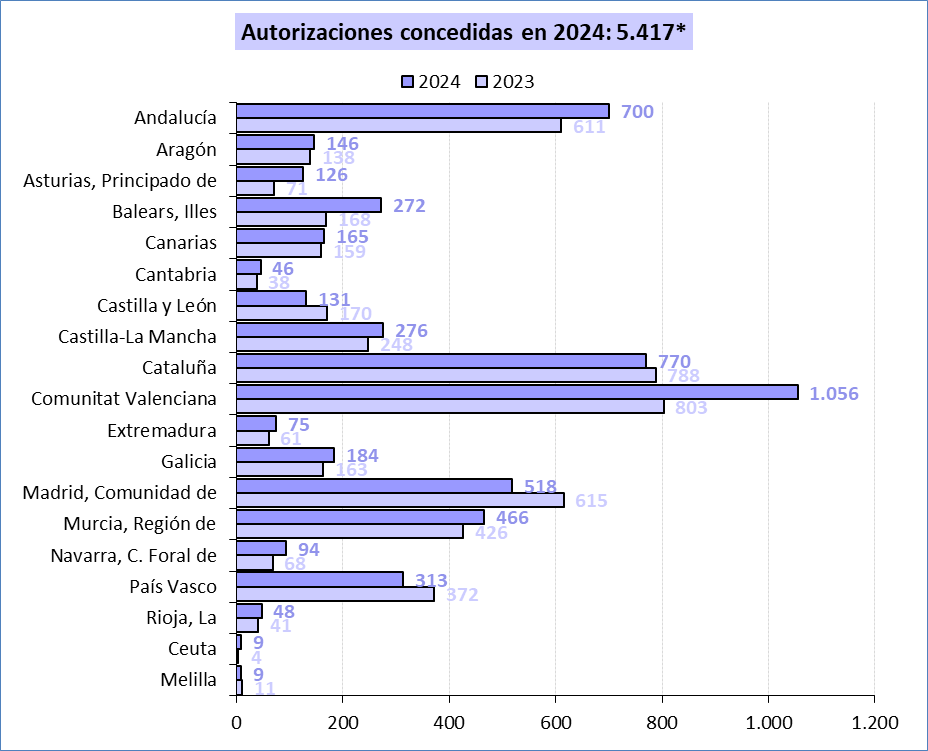 Autorizaciones concedidas en 2024: 5.417*
2024 2023
Andalucía 700
611
Aragón 146
138
Asturias, Principado de 126
71
Balears, Illes 272
168
Canarias 165
159
Cantabria 46
38
Castilla y León 131
170
Castilla-La Mancha 276
248
Cataluña 770
788
Comunitat Valenciana 1.056
803
Extremadura 75
61
Galicia 184
163
Madrid, Comunidad de 518
615
Murcia, Región de 466
426
Navarra, C. Foral de 94
68
País Vasco 313
372
Rioja, La 48
41
Ceuta 9
4
Melilla 9
11
0 200 400 600 800 1.000 1.200